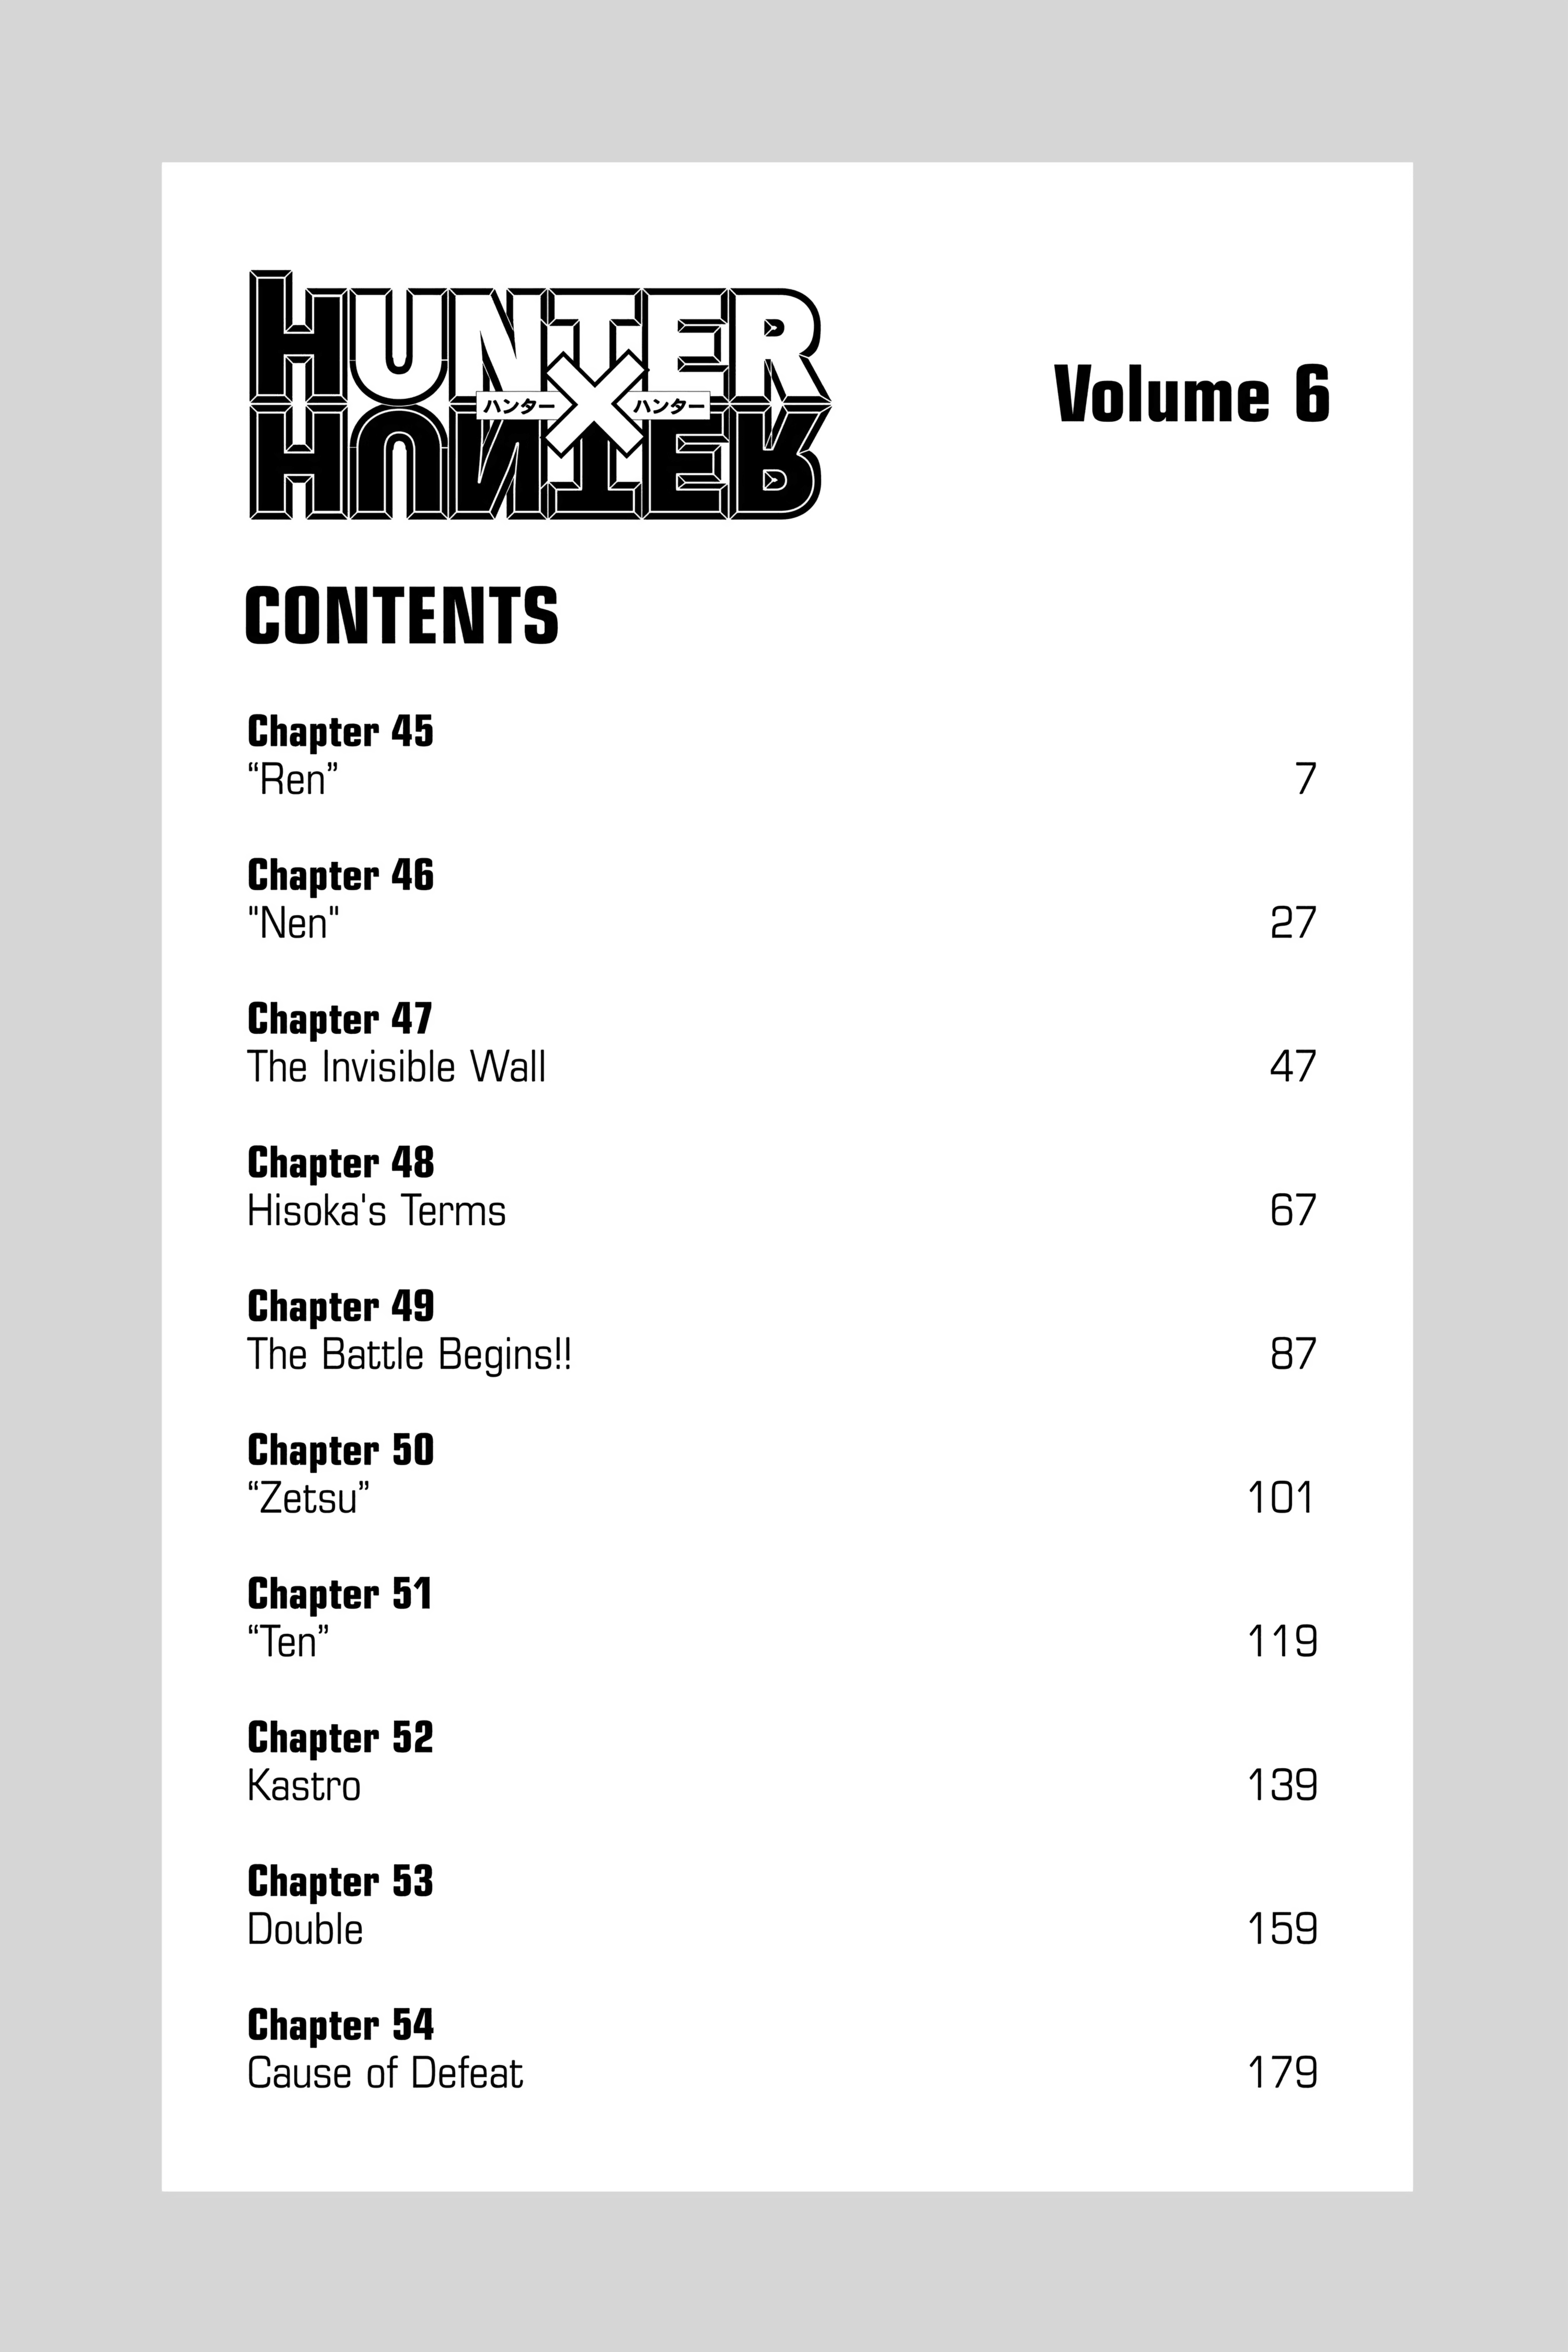 HUNTER
ハンター × ハンター
HUNTER
Volume 6
CONTENTS
Chapter 45
“Ren” 7
Chapter 46
"Nen" 27
Chapter 47
The Invisible Wall 47
Chapter 48
Hisoka's Terms 67
Chapter 49
The Battle Begins!! 87
Chapter 50
“Zetsu” 101
Chapter 51
“Ten” 119
Chapter 52
Kastro 139
Chapter 53
Double 159
Chapter 54
Cause of Defeat 179